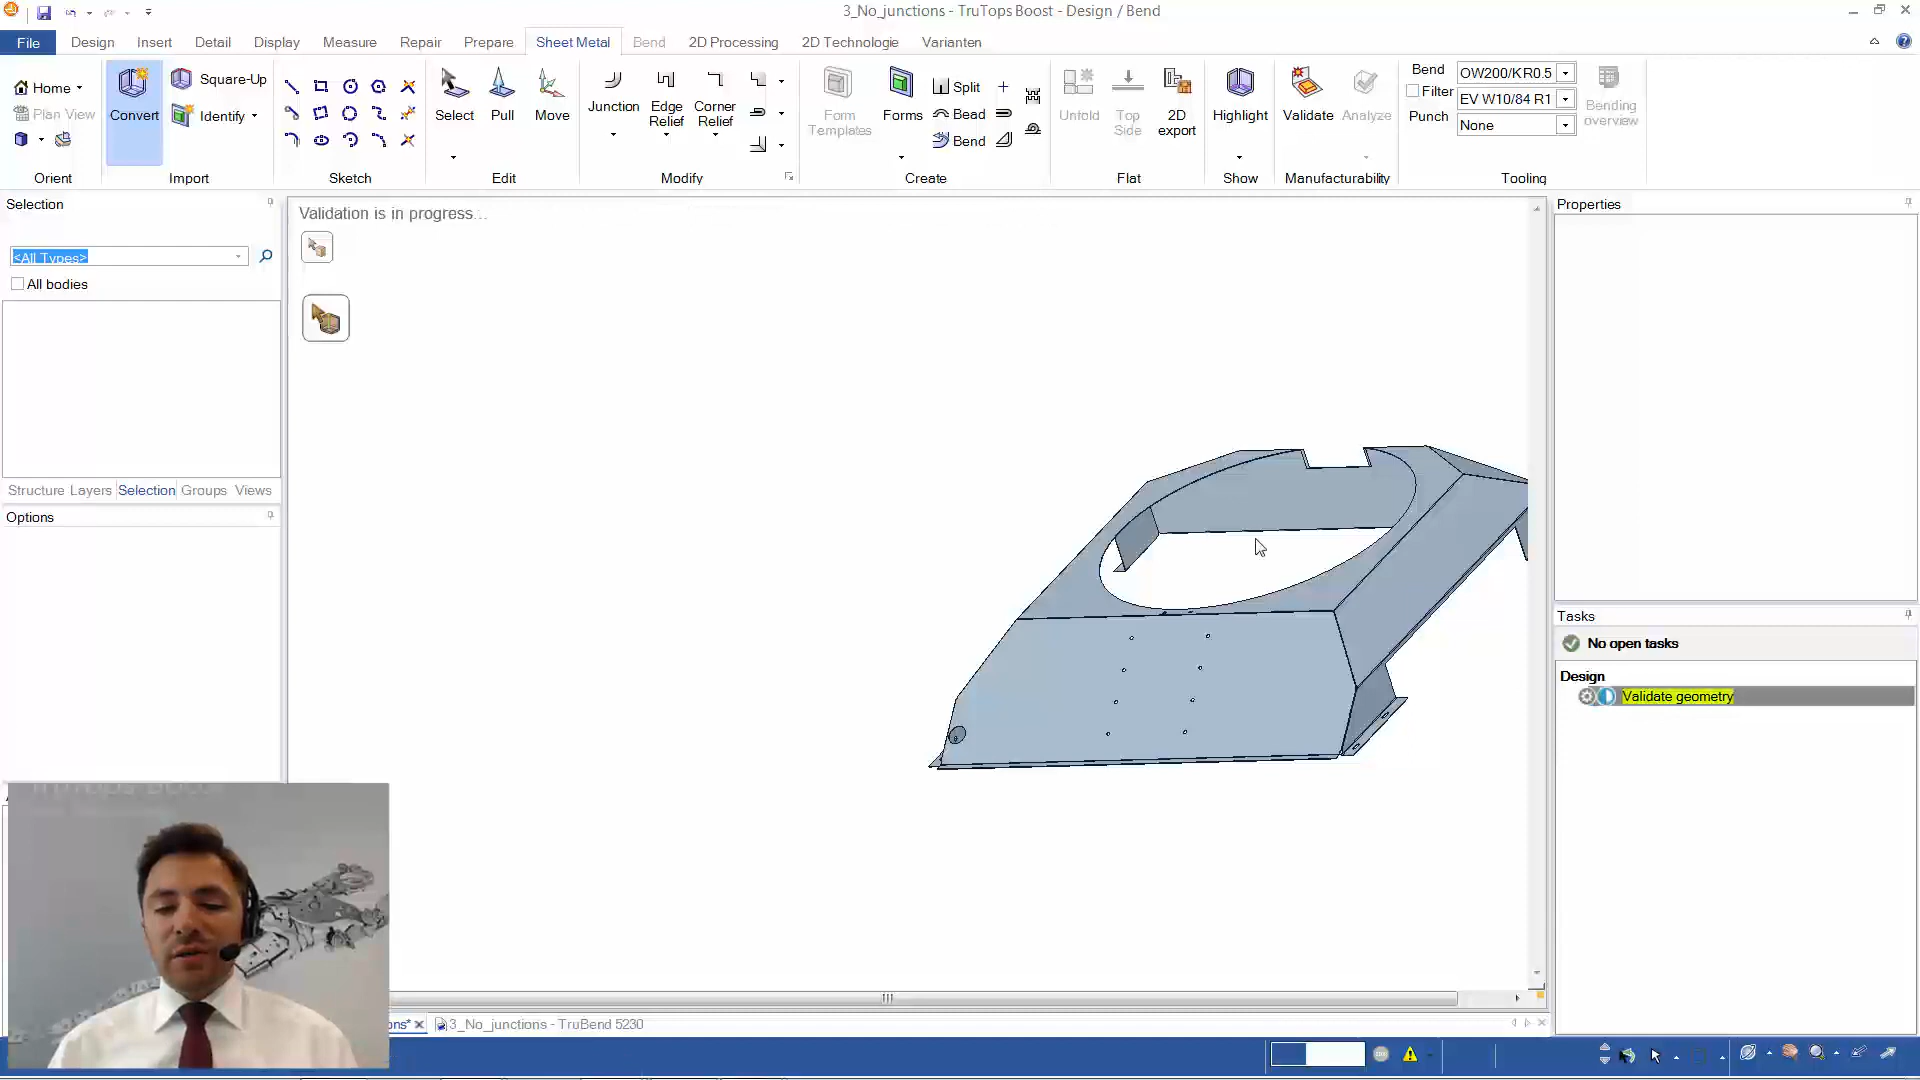 3_No_junctions - TruTops Boost - Design / Bend
File Design Insert Detail Display Measure Repair Prepare Sheet Metal Bend 2D Processing 2D Technologie Varianten
Home
Plan View
Orient
Convert
Square-Up
Identify
Import
Sketch
Select
Pull
Move
Edit
Junction
Edge Relief
Corner Relief
Modify
Form Templates
Forms
Split
Bead
Bend
Create
Unfold
Top Side
2D export
Flat
Highlight
Show
Validate
Analyze
Manufacturability
Bend OW200/KR0.5
Filter EV W10/84 R1
Punch None
Bending overview
Tooling
Selection
<All Types>
All bodies
Structure Layers Selection Groups Views
Options
Validation is in progress...
Properties
Tasks
No open tasks
Design
Validate geometry
ons*
3_No_junctions - TruBend 5230